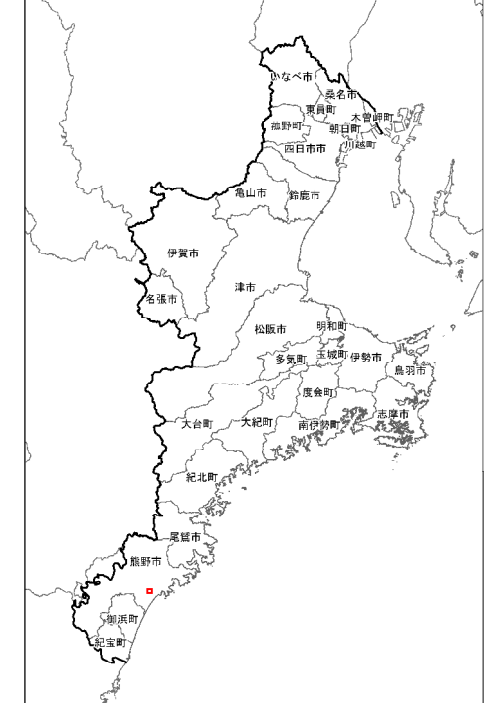 いなべ市
桑名市
東員町
木曽岬町
菰野町
朝日町
川越町
四日市市
亀山市
鈴鹿市
伊賀市
津市
名張市
松阪市
明和町
多気町
玉城町
伊勢市
鳥羽市
度会町
大台町
大紀町
南伊勢町
志摩市
紀北町
尾鷲市
熊野市
御浜町
紀宝町